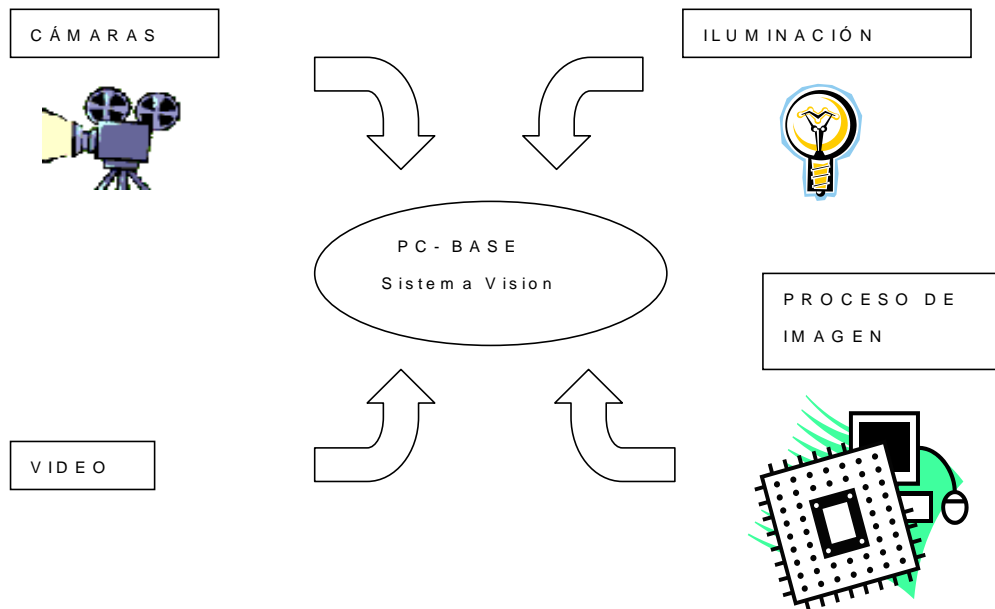 CÁMARAS
ILUMINACIÓN
PC- BASE
Sistema Vision
PROCESO DE
IMAGEN
VIDEO